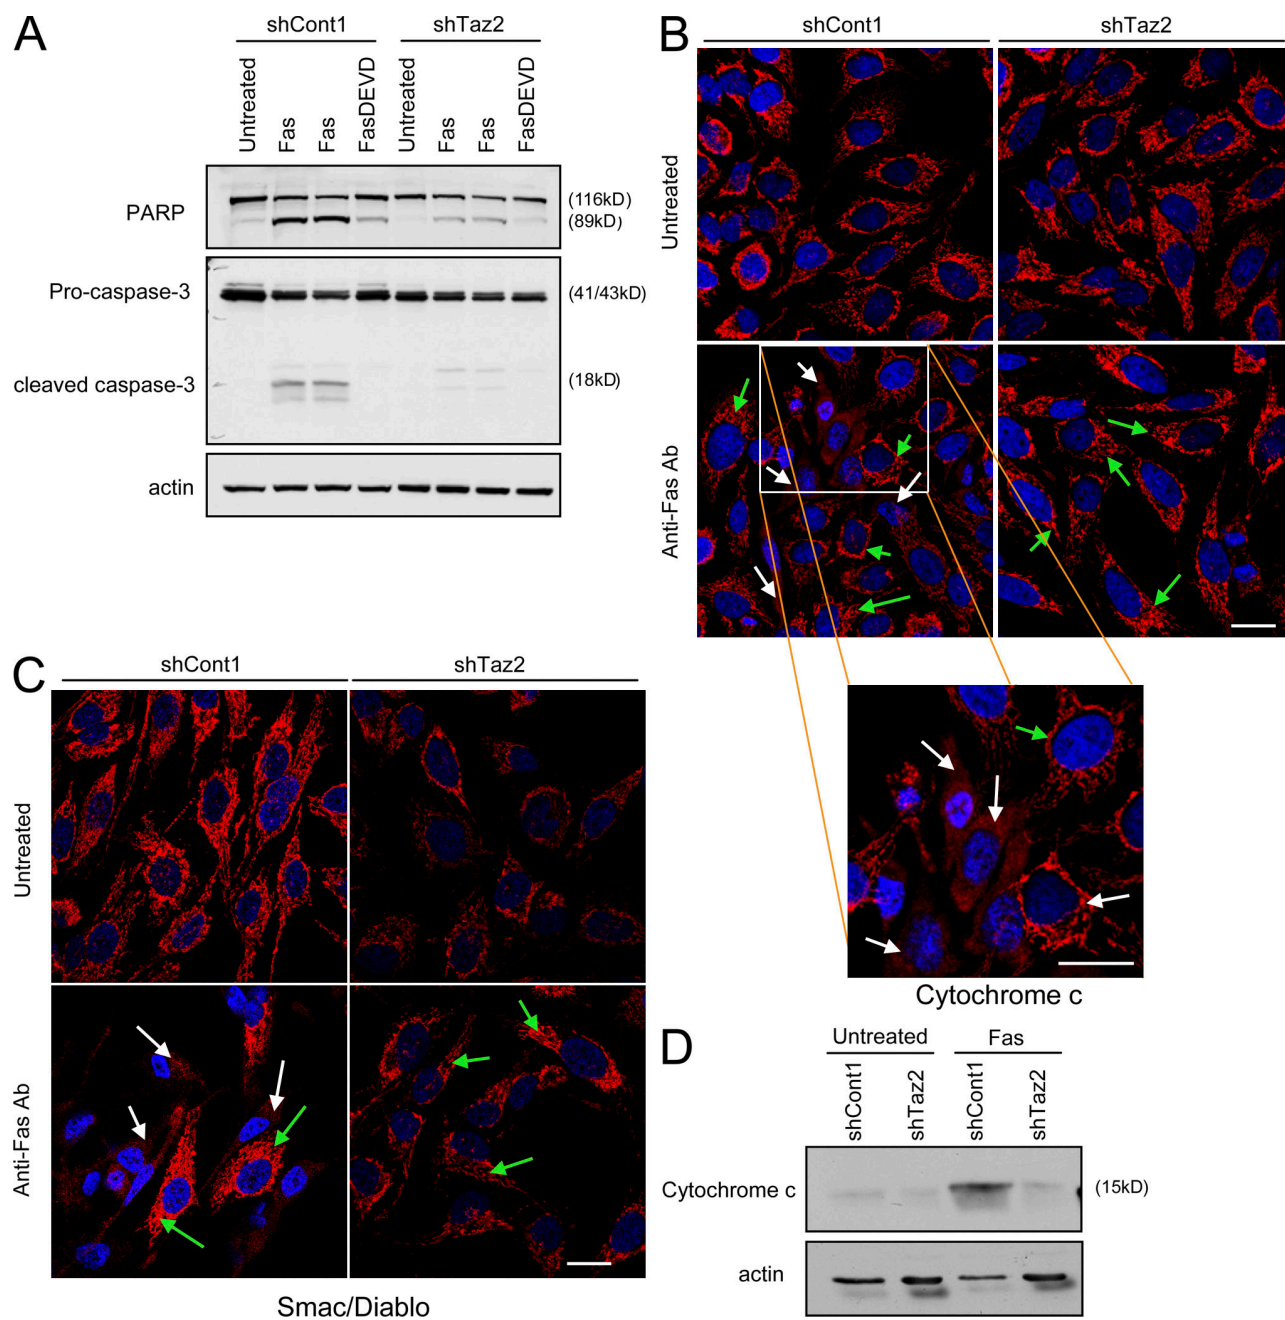 A
shCont1
shTaz2
Untreated
Fas
Fas
FasDEVD
Untreated
Fas
Fas
FasDEVD
PARP
(116kD)
(89kD)
Pro-caspase-3
(41/43kD)
cleaved caspase-3
(18kD)
actin
B
shCont1
shTaz2
Untreated
Anti-Fas Ab
Cytochrome c
C
shCont1
shTaz2
Untreated
Anti-Fas Ab
Smac/Diablo
D
Untreated
Fas
shCont1
shTaz2
shCont1
shTaz2
Cytochrome c
(15kD)
actin